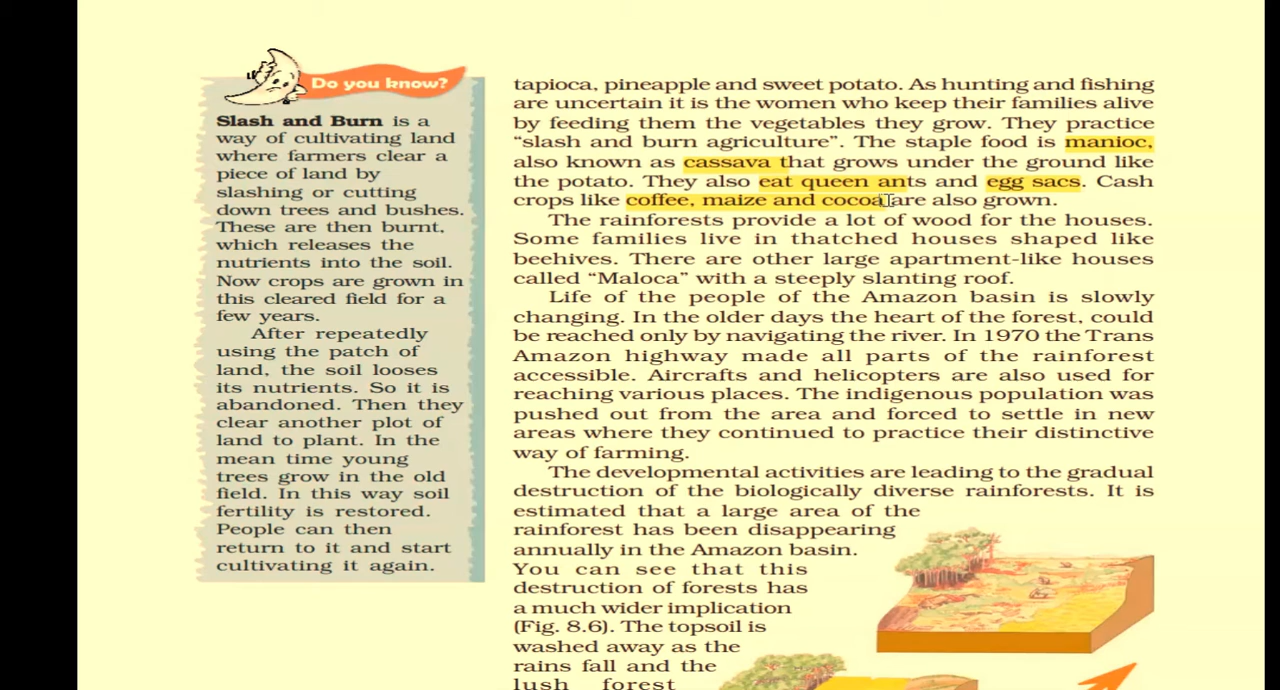 Do you know?
Slash and Burn is a
way of cultivating land
where farmers clear a
piece of land by
slashing or cutting
down trees and bushes.
These are then burnt,
which releases the
nutrients into the soil.
Now crops are grown in
this cleared field for a
few years.
After repeatedly
using the patch of
land, the soil looses
its nutrients. So it is
abandoned. Then they
clear another plot of
land to plant. In the
mean time young
trees grow in the old
field. In this way soil
fertility is restored.
People can then
return to it and start
cultivating it again.
tapioca, pineapple and sweet potato. As hunting and fishing
are uncertain it is the women who keep their families alive
by feeding them the vegetables they grow. They practice
“slash and burn agriculture”. The staple food is manioc,
also known as cassava that grows under the ground like
the potato. They also eat queen ants and egg sacs. Cash
crops like coffee, maize and cocoa are also grown.
The rainforests provide a lot of wood for the houses.
Some families live in thatched houses shaped like
beehives. There are other large apartment-like houses
called “Maloca” with a steeply slanting roof.
Life of the people of the Amazon basin is slowly
changing. In the older days the heart of the forest, could
be reached only by navigating the river. In 1970 the Trans
Amazon highway made all parts of the rainforest
accessible. Aircrafts and helicopters are also used for
reaching various places. The indigenous population was
pushed out from the area and forced to settle in new
areas where they continued to practice their distinctive
way of farming.
The developmental activities are leading to the gradual
destruction of the biologically diverse rainforests. It is
estimated that a large area of the
rainforest has been disappearing
annually in the Amazon basin.
You can see that this
destruction of forests has
a much wider implication
(Fig. 8.6). The topsoil is
washed away as the
rains fall and the
lush forest